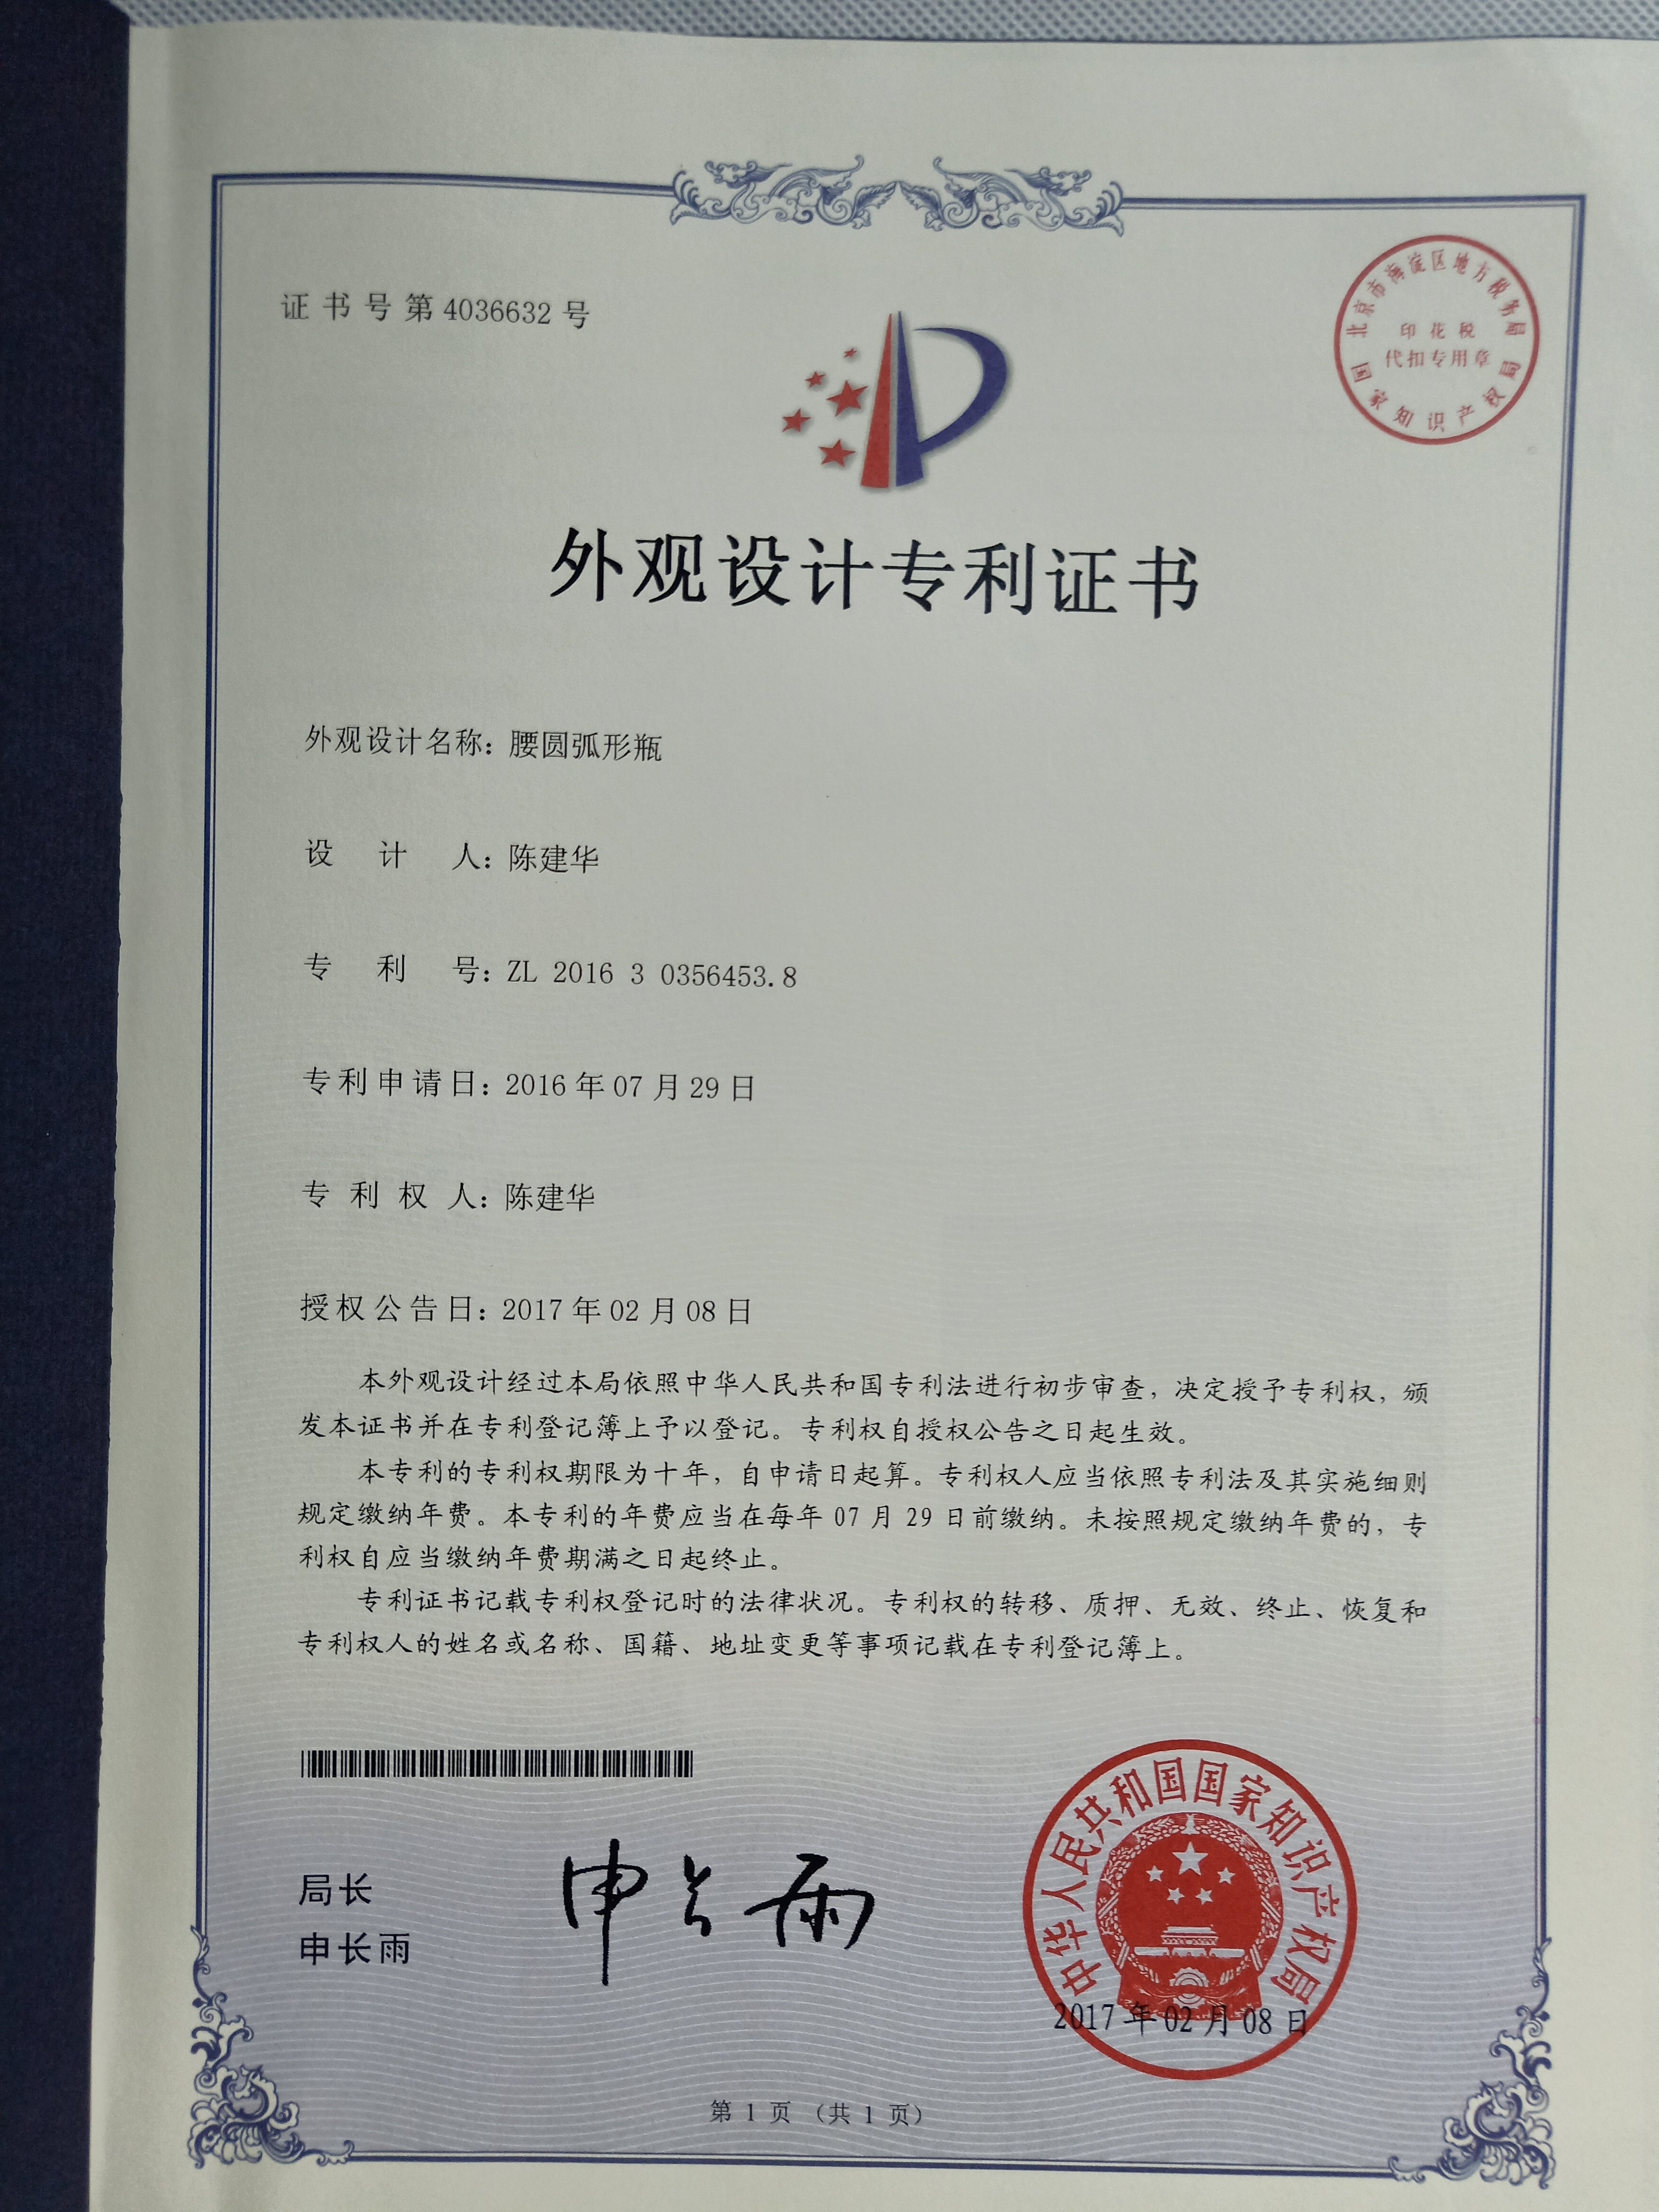 证书号第4036632号
北京市海淀区地方税务局
印花税
代扣专用章
国家知识产权局
外观设计专利证书
外观设计名称：腰圆弧形瓶
设计人：陈建华
专利号：ZL 2016 3 0356453.8
专利申请日：2016年07月29日
专利权人：陈建华
授权公告日：2017年02月08日
本外观设计经过本局依照中华人民共和国专利法进行初步审查，决定授予专利权，颁
发本证书并在专利登记簿上予以登记。专利权自授权公告之日起生效。
本专利的专利权期限为十年，自申请日起算。专利权人应当依照专利法及其实施细则
规定缴纳年费。本专利的年费应当在每年 07 月 29 日前缴纳。未按照规定缴纳年费的，专
利权自应当缴纳年费期满之日起终止。
专利证书记载专利权登记时的法律状况。专利权的转移、质押、无效、终止、恢复和
专利权人的姓名或名称、国籍、地址变更等事项记载在专利登记簿上。
局长
申长雨
申长雨
中华人民共和国国家知识产权局
2017年02月08日
第 1 页 （共 1 页）